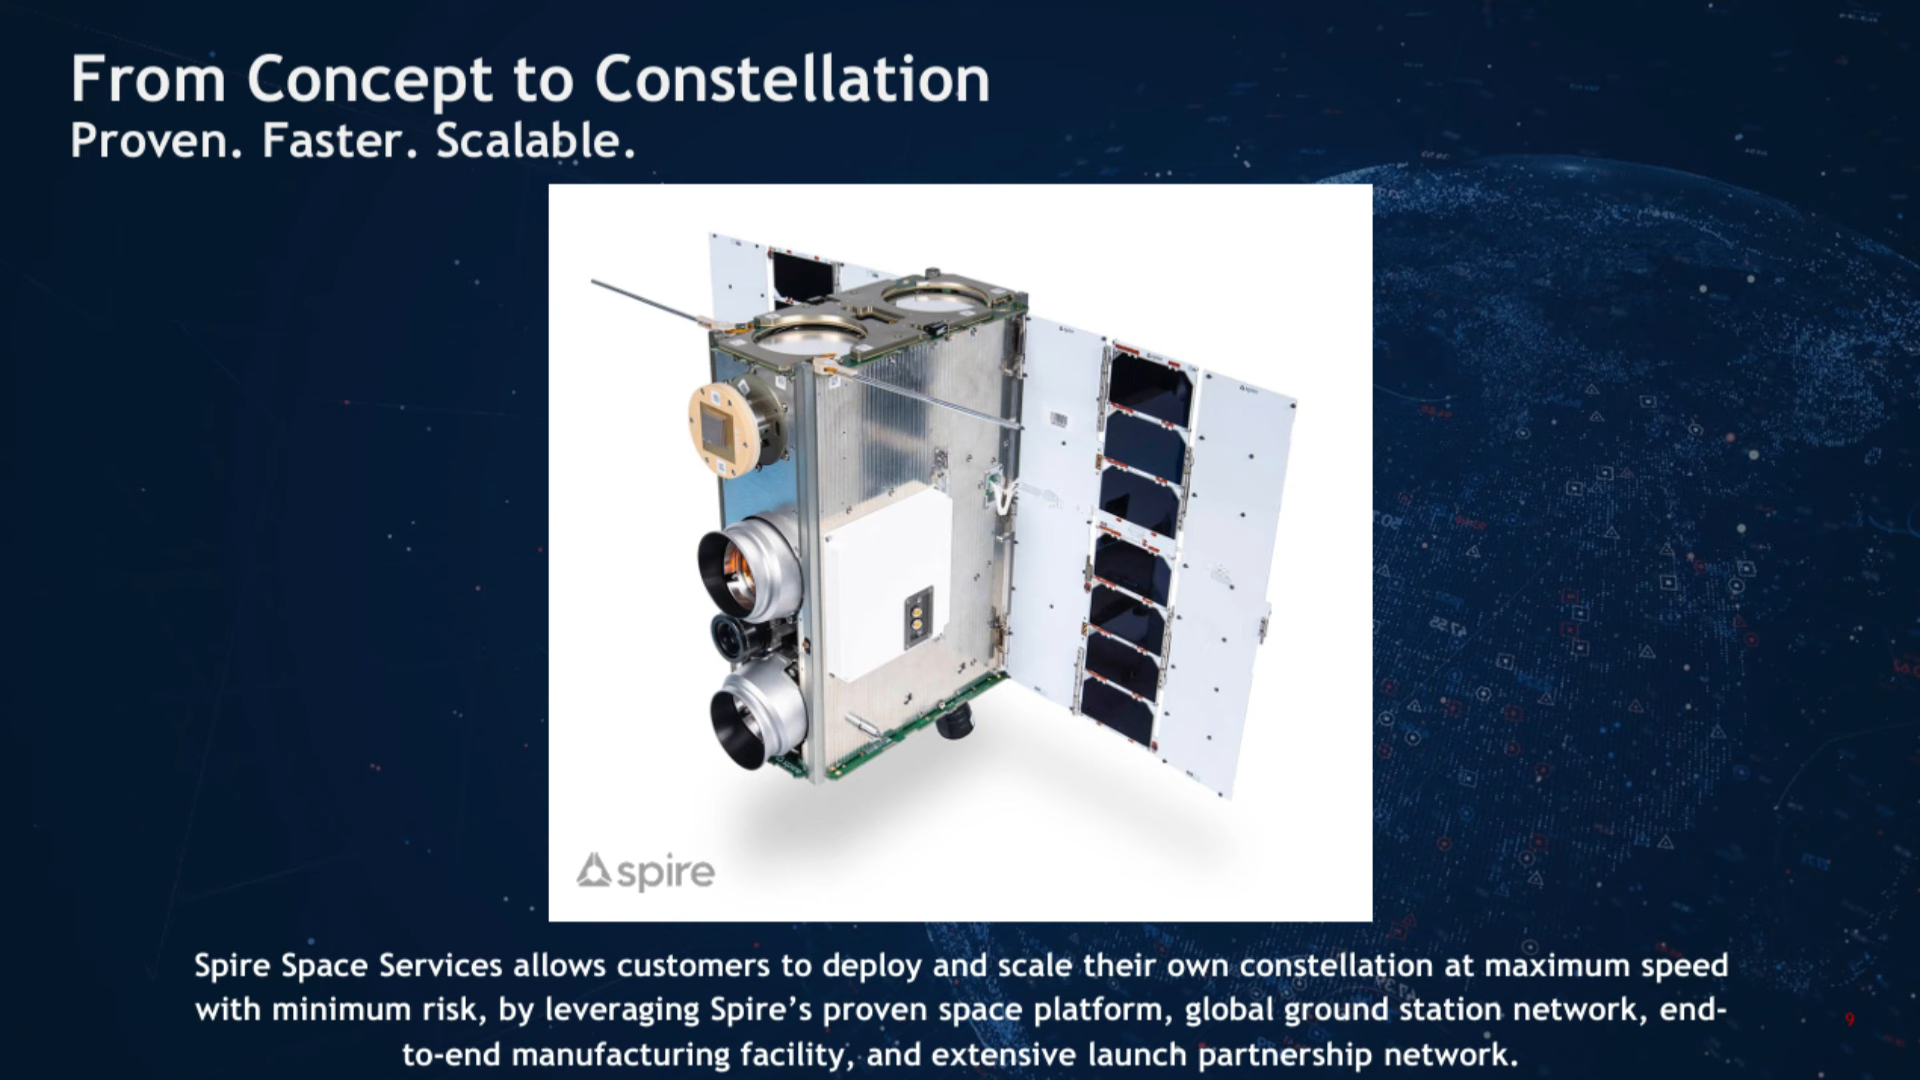 From Concept to Constellation
Proven. Faster. Scalable.
spire
Spire Space Services allows customers to deploy and scale their own constellation at maximum speed
with minimum risk, by leveraging Spire’s proven space platform, global ground station network, end-
to-end manufacturing facility, and extensive launch partnership network.
9